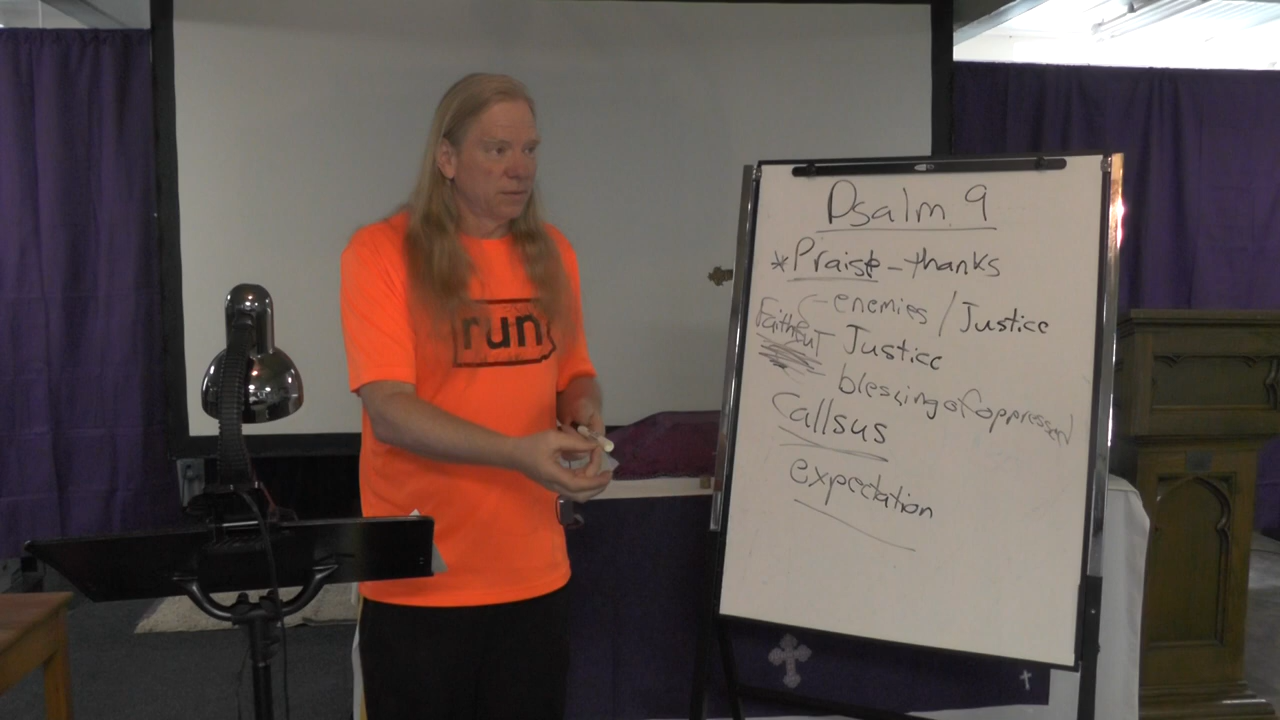 run
Psalm 9
*Praise - thanks
- enemies / Justice
Faithful Justice
blessing of oppressed
Callsus
expectation